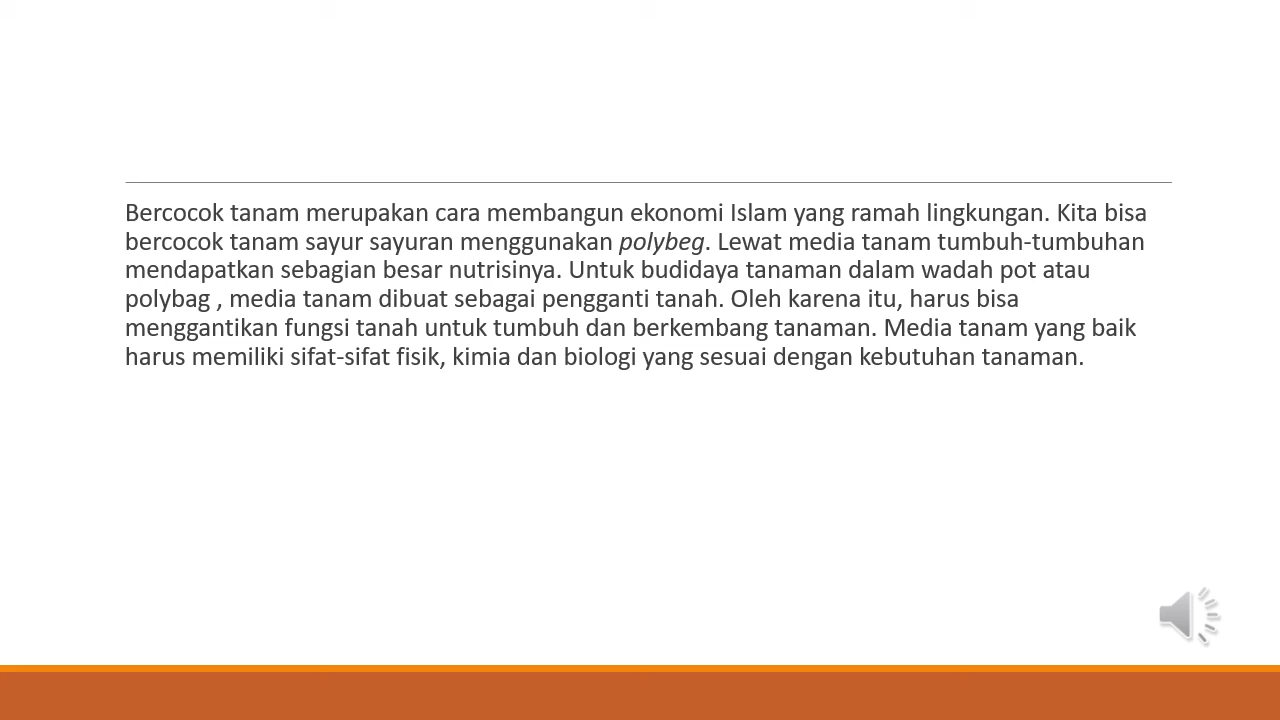 Bercocok tanam merupakan cara membangun ekonomi Islam yang ramah lingkungan. Kita bisa
bercocok tanam sayur sayuran menggunakan polybeg. Lewat media tanam tumbuh-tumbuhan
mendapatkan sebagian besar nutrisinya. Untuk budidaya tanaman dalam wadah pot atau
polybag , media tanam dibuat sebagai pengganti tanah. Oleh karena itu, harus bisa
menggantikan fungsi tanah untuk tumbuh dan berkembang tanaman. Media tanam yang baik
harus memiliki sifat-sifat fisik, kimia dan biologi yang sesuai dengan kebutuhan tanaman.